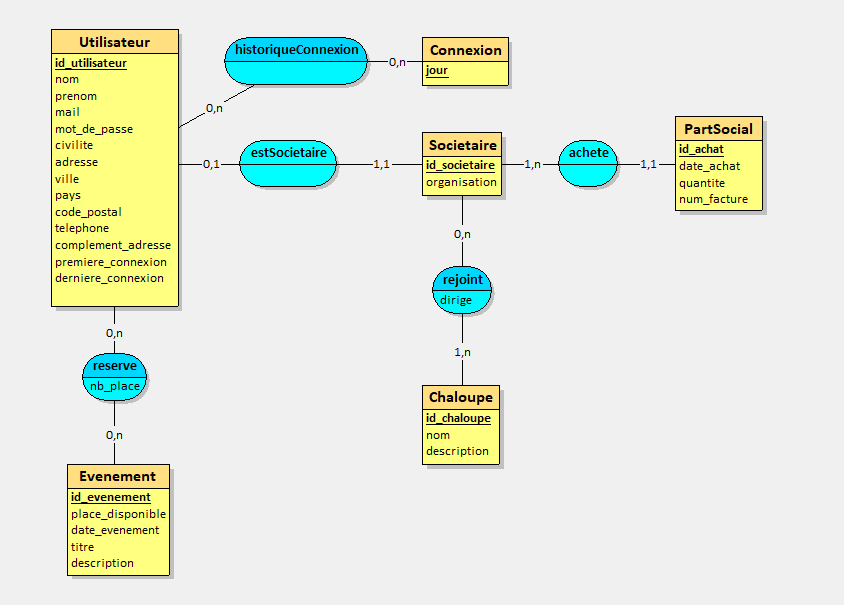 Utilisateur
id_utilisateur
nom
prenom
mail
mot_de_passe
civilite
adresse
ville
pays
code_postal
telephone
complement_adresse
premiere_connexion
derniere_connexion
historiqueConnexion
0,n
0,n
Connexion
jour
0,1
estSocietaire
1,1
Societaire
id_societaire
organisation
1,n
achete
1,1
PartSocial
id_achat
date_achat
quantite
num_facture
0,n
rejoint
dirige
1,n
Chaloupe
id_chaloupe
nom
description
0,n
reserve
nb_place
0,n
Evenement
id_evenement
place_disponible
date_evenement
titre
description